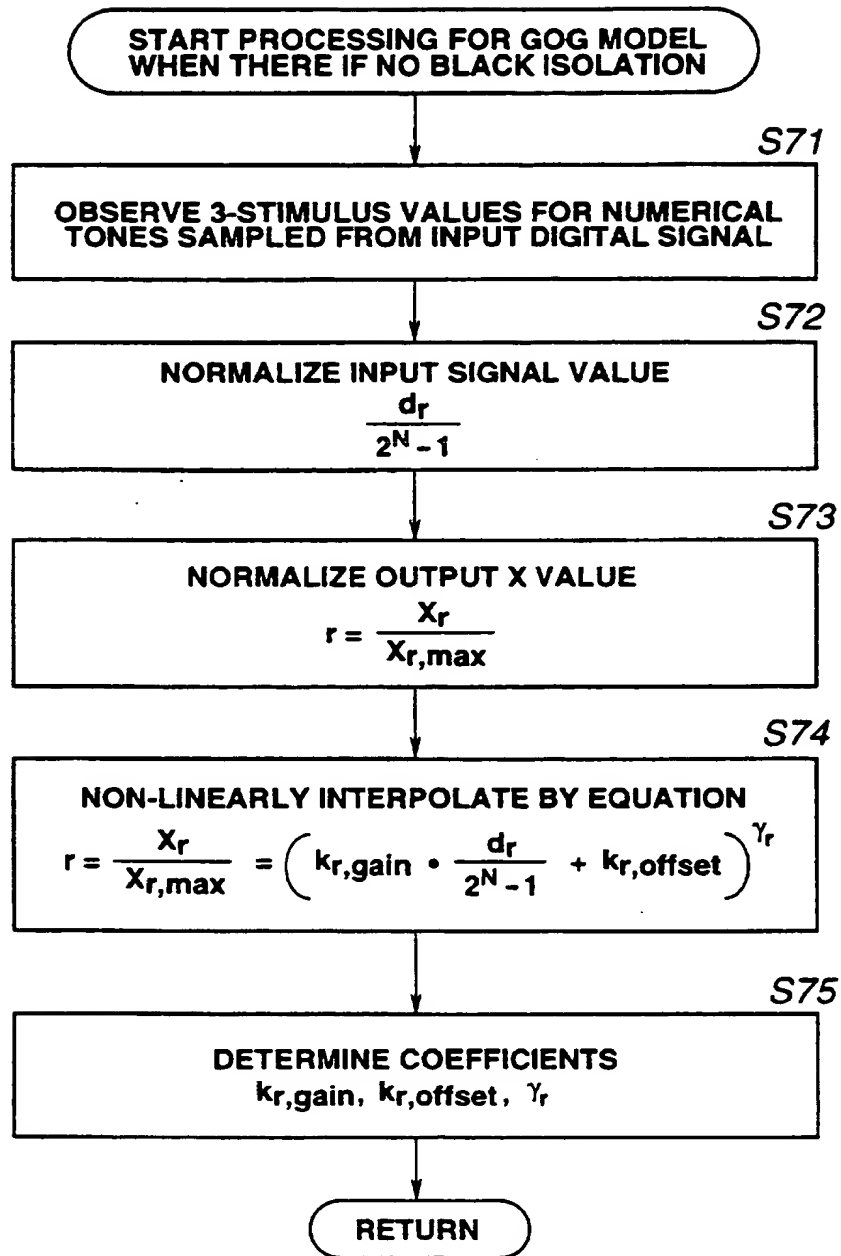 START PROCESSING FOR GOG MODEL
WHEN THERE IF NO BLACK ISOLATION
S71
OBSERVE 3-STIMULUS VALUES FOR NUMERICAL
TONES SAMPLED FROM INPUT DIGITAL SIGNAL
S72
NORMALIZE INPUT SIGNAL VALUE
dr / 2^N - 1
S73
NORMALIZE OUTPUT X VALUE
r = Xr / Xr,max
S74
NON-LINEARLY INTERPOLATE BY EQUATION
r = Xr / Xr,max = ( kr,gain • dr / 2^N - 1 + kr,offset )^γr
S75
DETERMINE COEFFICIENTS
kr,gain, kr,offset, γr
RETURN